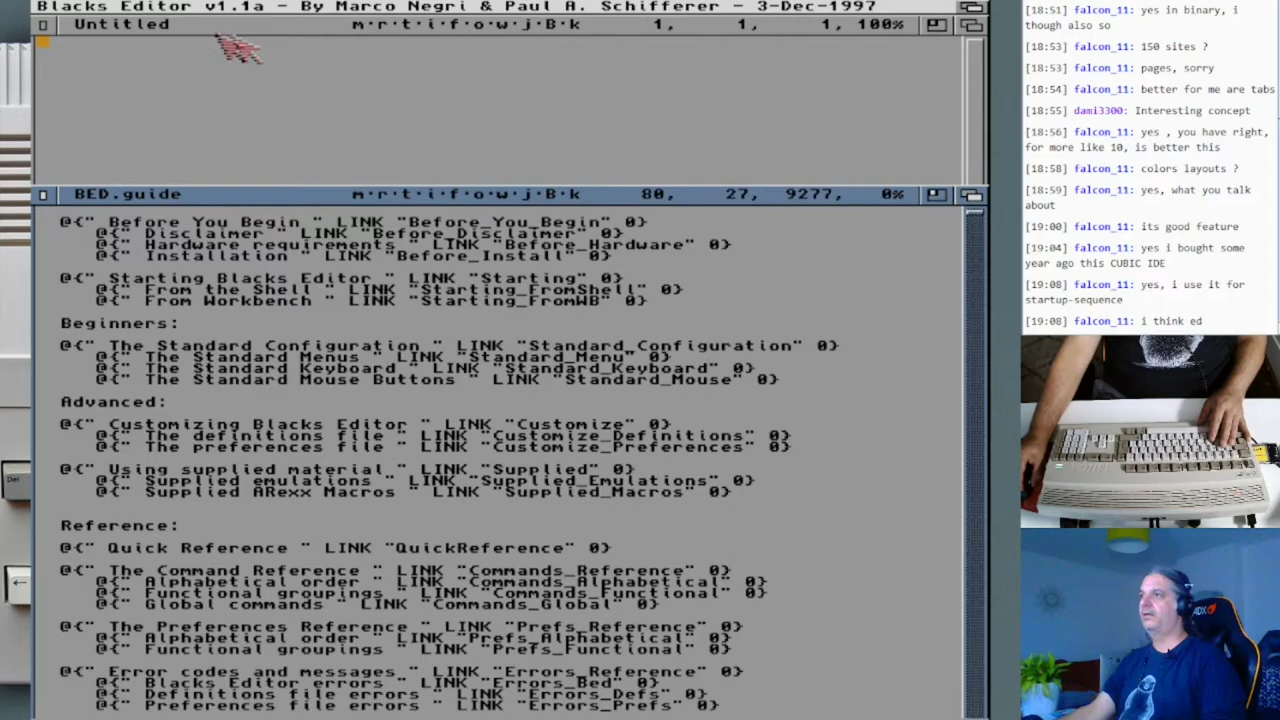 Blacks Editor v1.1a - By Marco Negri & Paul A. Schifferer - 3-Dec-1997
Untitled m·r·t·i·f·o·w·j·B·k 1, 1, 1, 100%
BED.guide m·r·t·i·f·o·w·j·B·k 80, 27, 9277, 0%
@{" Before You Begin " LINK "Before_You_Begin" 0}
@{" Disclaimer " LINK "Before_Disclaimer" 0}
@{" Hardware requirements " LINK "Before_Hardware" 0}
@{" Installation " LINK "Before_Install" 0}
@{" Starting Blacks Editor " LINK "Starting" 0}
@{" From the Shell " LINK "Starting_FromShell" 0}
@{" From Workbench " LINK "Starting_FromWB" 0}
Beginners:
@{" The Standard Configuration " LINK "Standard_Configuration" 0}
@{" The Standard Menus " LINK "Standard_Menu" 0}
@{" The Standard Keyboard " LINK "Standard_Keyboard" 0}
@{" The Standard Mouse Buttons " LINK "Standard_Mouse" 0}
Advanced:
@{" Customizing Blacks Editor " LINK "Customize" 0}
@{" The definitions file " LINK "Customize_Definitions" 0}
@{" The preferences file " LINK "Customize_Preferences" 0}
@{" Using supplied material " LINK "Supplied" 0}
@{" Supplied emulations " LINK "Supplied_Emulations" 0}
@{" Supplied ARexx Macros " LINK "Supplied_Macros" 0}
Reference:
@{" Quick Reference " LINK "QuickReference" 0}
@{" The Command Reference " LINK "Commands_Reference" 0}
@{" Alphabetical order " LINK "Commands_Alphabetical" 0}
@{" Functional groupings " LINK "Commands_Functional" 0}
@{" Global commands " LINK "Commands_Global" 0}
@{" The Preferences Reference " LINK "Prefs_Reference" 0}
@{" Alphabetical order " LINK "Prefs_Alphabetical" 0}
@{" Functional groupings " LINK "Prefs_Functional" 0}
@{" Error codes and messages " LINK "Errors_Reference" 0}
@{" Blacks Editor errors " LINK "Errors_Bed" 0}
@{" Definitions file errors " LINK "Errors_Defs" 0}
@{" Preferences file errors " LINK "Errors_Prefs" 0}
Del
[18:51] falcon_11: yes in binary, i
though also so
[18:53] falcon_11: 150 sites ?
[18:53] falcon_11: pages, sorry
[18:54] falcon_11: better for me are tabs
[18:55] dami3300: Interesting concept
[18:56] falcon_11: yes , you have right,
for more like 10, is better this
[18:58] falcon_11: colors layouts ?
[18:59] falcon_11: yes, what you talk
about
[19:00] falcon_11: its good feature
[19:04] falcon_11: yes i bought some
year ago this CUBIC IDE
[19:08] falcon_11: yes, i use it for
startup-sequence
[19:08] falcon_11: i think ed
ADX